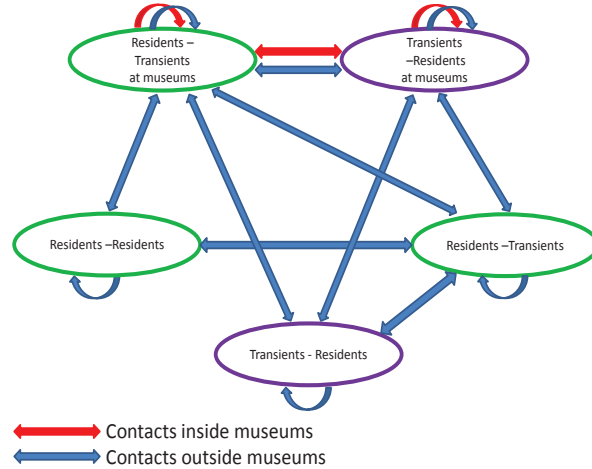 Residents –
Transients
at museums
Transients
–Residents
at museums
Residents –Residents
Residents –Transients
Transients - Residents
Contacts inside museums
Contacts outside museums